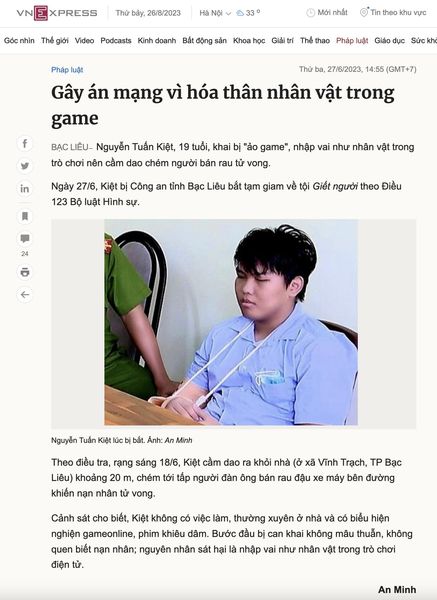 VNEXPRESS
Thứ bảy, 26/8/2023
Hà Nội
33 º
Mới nhất
Tin theo khu vực
Góc nhìn Thế giới Video Podcasts Kinh doanh Bất động sản Khoa học Giải trí Thể thao Pháp luật Giáo dục Sức khỏ
Pháp luật
Thứ ba, 27/6/2023, 14:55 (GMT+7)
Gây án mạng vì hóa thân nhân vật trong
game
BẠC LIÊU– Nguyễn Tuấn Kiệt, 19 tuổi, khai bị "ảo game", nhập vai như nhân vật trong
trò chơi nên cầm dao chém người bán rau tử vong.
Ngày 27/6, Kiệt bị Công an tỉnh Bạc Liêu bắt tạm giam về tội Giết người theo Điều
123 Bộ luật Hình sự.
24
Nguyễn Tuấn Kiệt lúc bị bắt. Ảnh: An Minh
Theo điều tra, rạng sáng 18/6, Kiệt cầm dao ra khỏi nhà (ở xã Vĩnh Trạch, TP Bạc
Liêu) khoảng 20 m, chém tới tấp người đàn ông bán rau đậu xe máy bên đường
khiến nạn nhân tử vong.
Cảnh sát cho biết, Kiệt không có việc làm, thường xuyên ở nhà và có biểu hiện
nghiện gameonline, phim khiêu dâm. Bước đầu bị can khai không mâu thuẫn, không
quen biết nạn nhân; nguyên nhân sát hại là nhập vai như nhân vật trong trò chơi
điện tử.
An Minh